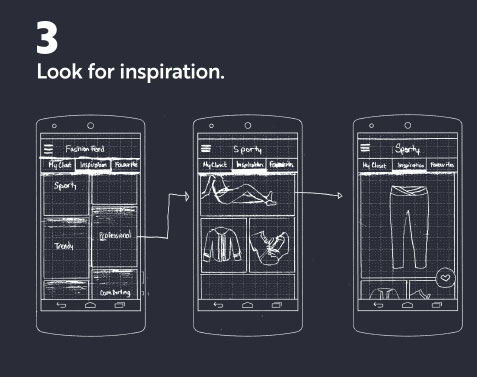 3
Look for inspiration.
Fashion Feed
My Closet Inspiration Favourites
Sporty
Professional
Trendy
Comforting
Sporty
My Closet Inspiration Favourites
Sporty
My Closet Inspiration Favourites